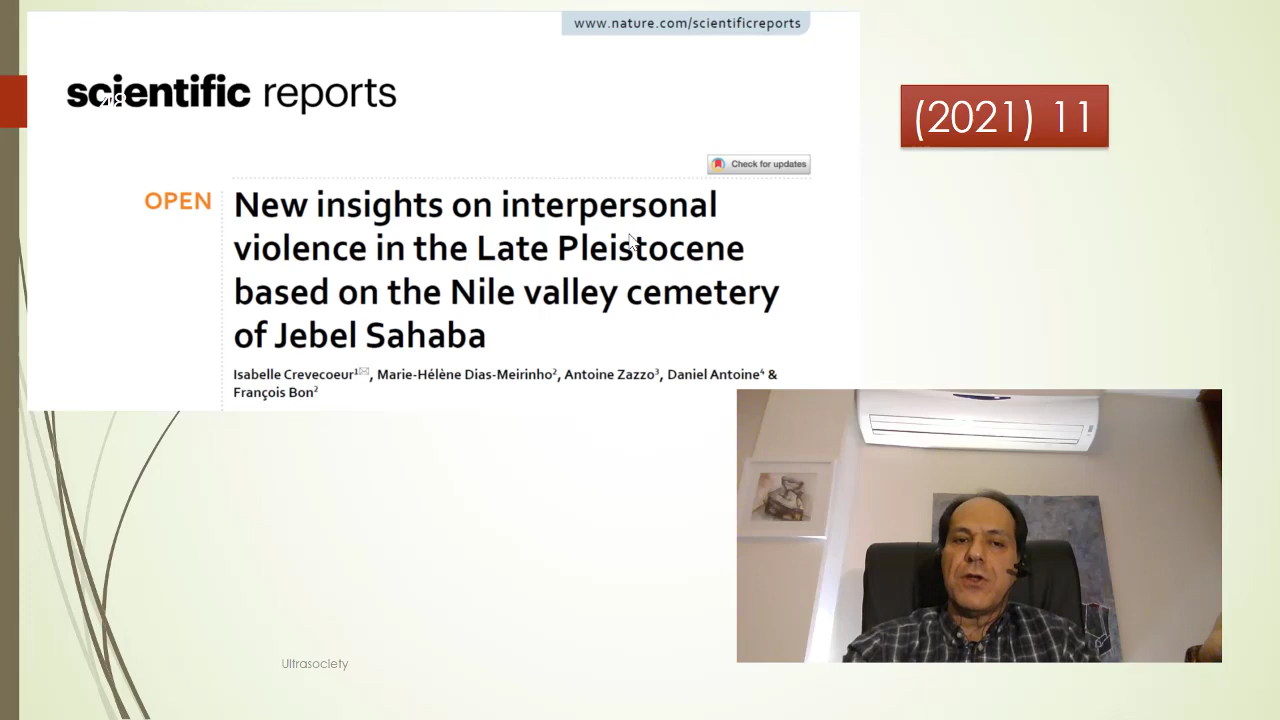 www.nature.com/scientificreports
scientific reports
48
(2021) 11
Check for updates
OPEN
New insights on interpersonal
violence in the Late Pleistocene
based on the Nile valley cemetery
of Jebel Sahaba
Isabelle Crevecoeur1✉, Marie-Hélène Dias-Meirinho2, Antoine Zazzo3, Daniel Antoine4 &
François Bon2
Ultrasociety